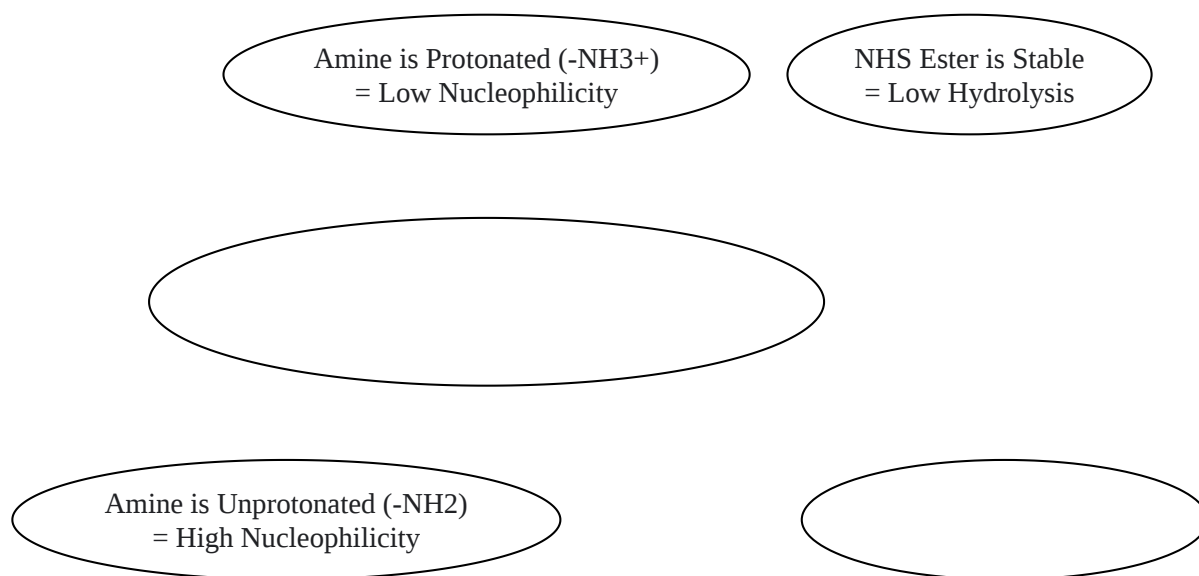 Amine is Protonated (-NH3+)
= Low Nucleophilicity
NHS Ester is Stable
= Low Hydrolysis
Amine is Unprotonated (-NH2)
= High Nucleophilicity